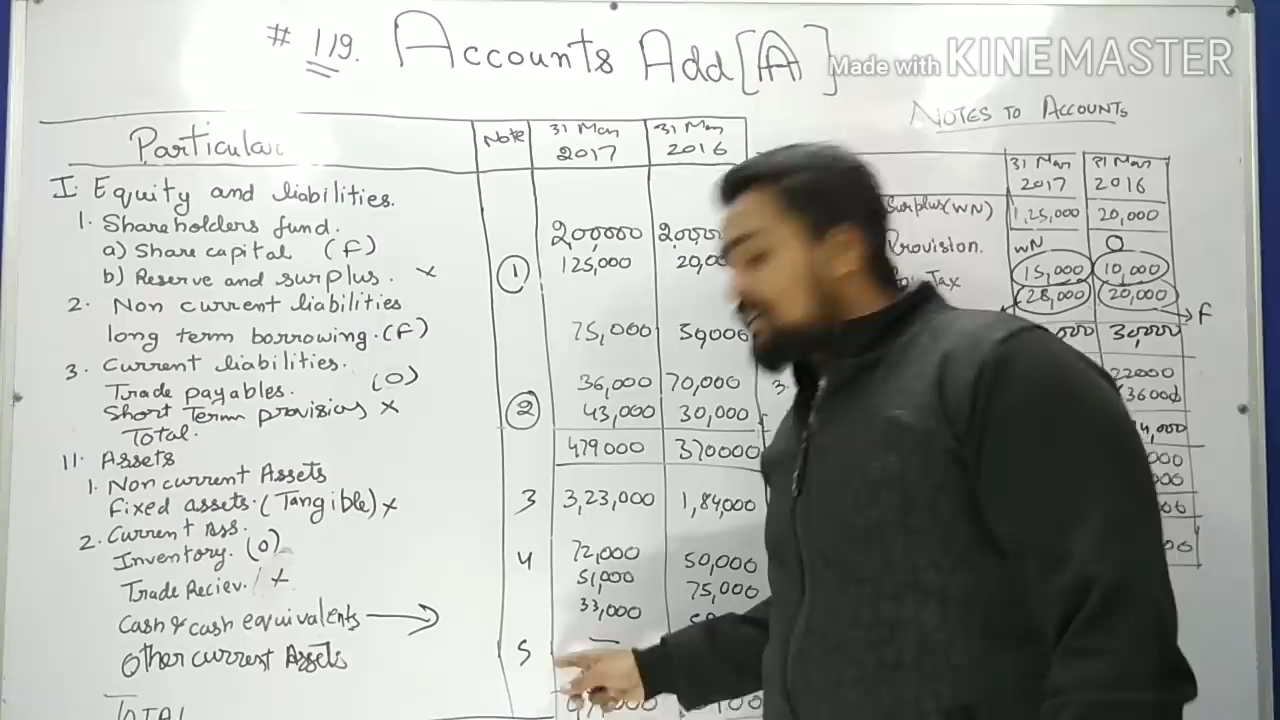 # 119. Accounts Add [A]
Made with KINEMASTER
NOTES TO ACCOUNTS
Particular Note 31 Mar 2017 31 Mar 2016
I. Equity and liabilities.
1. Shareholders fund.
a) Share capital (F) 200,000
b) Reserve and surplus. x 1 125,000
2. Non current liabilities
long term borrowing. (F) 75,000
3. Current liabilities.
Trade payables. (O) 36,000 70,000
Short Term provision x 2 43,000 30,000
Total. 479000 370000
II. Assets
1. Non current Assets
Fixed assets. (Tangible) x 3 3,23,000 1,84,000
2. Current Ass.
Inventory. (O) 4 72,000 50,000
Trade Reciev. x 51,000 75,000
Cash & cash equivalents → 33,000
Other current Assets 5 —
TOTAL
31 Mar 2017 31 Mar 2016
Surplus (WN) 1,25,000 20,000
Provision. WN O
Tax 15,000 10,000
28,000 20,000 F
30,000
22000